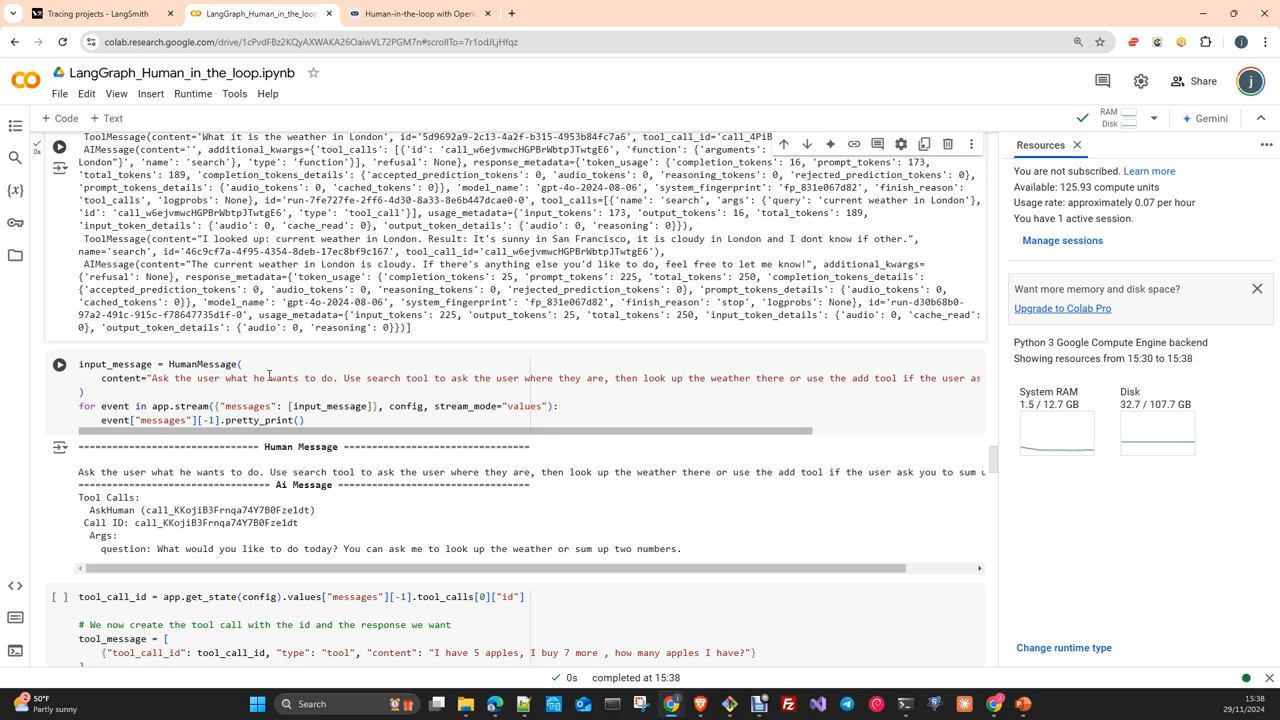 Tracing projects - LangSmith
LangGraph_Human_in_the_loop
Human-in-the-loop with Open
colab.research.google.com/drive/1cPvdFBz2KQyAXWAKA26OaiwVL72PGM7n#scrollTo=7r1odJLjHfqz
LangGraph_Human_in_the_loop.ipynb
File Edit View Insert Runtime Tools Help
Share
j
+ Code + Text
RAM
Disk
Gemini
ToolMessage(content='What it is the weather in London', id='5d9692a9-2c13-4a2f-b315-4953b84fc7a6', tool_call_id='call_4PiB
AIMessage(content='', additional_kwargs={'tool_calls': [{'id': 'call_w6ejvmwcHGPBrWbtpJTwtgE6', 'function': {'arguments':
London"}', 'name': 'search'}, 'type': 'function'}], 'refusal': None}, response_metadata={'token_usage': {'completion_tokens': 16, 'prompt_tokens': 173,
'total_tokens': 189, 'completion_tokens_details': {'accepted_prediction_tokens': 0, 'audio_tokens': 0, 'reasoning_tokens': 0, 'rejected_prediction_tokens': 0},
'prompt_tokens_details': {'audio_tokens': 0, 'cached_tokens': 0}}, 'model_name': 'gpt-4o-2024-08-06', 'system_fingerprint': 'fp_831e067d82', 'finish_reason':
'tool_calls', 'logprobs': None}, id='run-7fe727fe-2ff6-4d30-8a33-8e6b447dcae0-0', tool_calls=[{'name': 'search', 'args': {'query': 'current weather in London'},
'id': 'call_w6ejvmwcHGPBrWbtpJTwtgE6', 'type': 'tool_call'}], usage_metadata={'input_tokens': 173, 'output_tokens': 16, 'total_tokens': 189,
'input_token_details': {'audio': 0, 'cache_read': 0}, 'output_token_details': {'audio': 0, 'reasoning': 0}}),
ToolMessage(content="I looked up: current weather in London. Result: It's sunny in San Francisco, it is cloudy in London and I dont know if other.",
name='search', id='46c9cf7a-4f95-4354-8deb-17ec8bf9c167', tool_call_id='call_w6ejvmwcHGPBrWbtpJTwtgE6'),
AIMessage(content="The current weather in London is cloudy. If there's anything else you'd like to do, feel free to let me know!", additional_kwargs=
{'refusal': None}, response_metadata={'token_usage': {'completion_tokens': 25, 'prompt_tokens': 225, 'total_tokens': 250, 'completion_tokens_details':
{'accepted_prediction_tokens': 0, 'audio_tokens': 0, 'reasoning_tokens': 0, 'rejected_prediction_tokens': 0}, 'prompt_tokens_details': {'audio_tokens': 0,
'cached_tokens': 0}}, 'model_name': 'gpt-4o-2024-08-06', 'system_fingerprint': 'fp_831e067d82', 'finish_reason': 'stop', 'logprobs': None}, id='run-d30b68b0-
97a2-491c-915c-f78647735d1f-0', usage_metadata={'input_tokens': 225, 'output_tokens': 25, 'total_tokens': 250, 'input_token_details': {'audio': 0, 'cache_read':
0}, 'output_token_details': {'audio': 0, 'reasoning': 0}})]
0s
input_message = HumanMessage(
content="Ask the user what he wants to do. Use search tool to ask the user where they are, then look up the weather there or use the add tool if the user as
)
for event in app.stream({"messages": [input_message]}, config, stream_mode="values"):
event["messages"][-1].pretty_print()
================================ Human Message =================================
Ask the user what he wants to do. Use search tool to ask the user where they are, then look up the weather there or use the add tool if the user ask you to sum u
================================== Ai Message ==================================
Tool Calls:
AskHuman (call_KKojiB3Frnqa74Y7B0Fze1dt)
Call ID: call_KKojiB3Frnqa74Y7B0Fze1dt
Args:
question: What would you like to do today? You can ask me to look up the weather or sum up two numbers.
[ ] tool_call_id = app.get_state(config).values["messages"][-1].tool_calls[0]["id"]
# We now create the tool call with the id and the response we want
tool_message = [
{"tool_call_id": tool_call_id, "type": "tool", "content": "I have 5 apples, I buy 7 more , how many apples I have?"}
]
Resources
You are not subscribed. Learn more
Available: 125.93 compute units
Usage rate: approximately 0.07 per hour
You have 1 active session.
Manage sessions
Want more memory and disk space?
Upgrade to Colab Pro
Python 3 Google Compute Engine backend
Showing resources from 15:30 to 15:38
System RAM
1.5 / 12.7 GB
Disk
32.7 / 107.7 GB
Change runtime type
0s completed at 15:38
50°F
Partly sunny
Search
15:38
29/11/2024